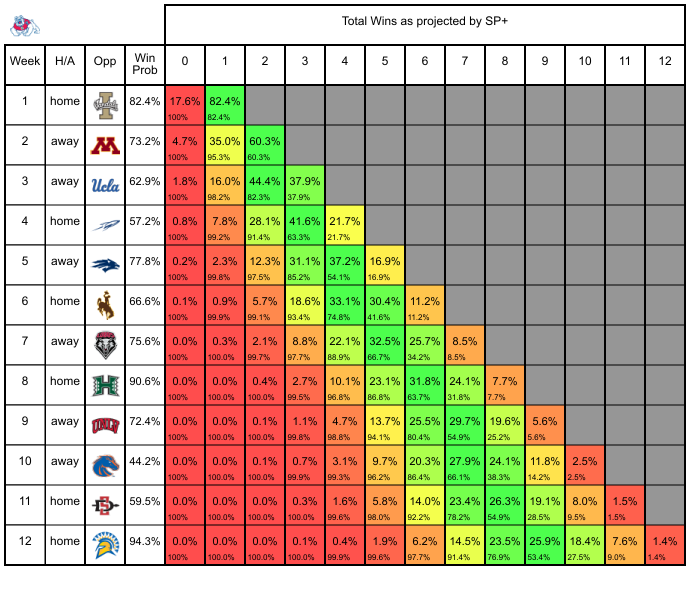 Total Wins as projected by SP+
Week H/A Opp Win Prob 0 1 2 3 4 5 6 7 8 9 10 11 12
1 home I 82.4% 17.6% 82.4%
100% 82.4%
2 away M 73.2% 4.7% 35.0% 60.3%
100% 95.3% 60.3%
3 away Ucla 62.9% 1.8% 16.0% 44.4% 37.9%
100% 98.2% 82.3% 37.9%
4 home 57.2% 0.8% 7.8% 28.1% 41.6% 21.7%
100% 99.2% 91.4% 63.3% 21.7%
5 away 77.8% 0.2% 2.3% 12.3% 31.1% 37.2% 16.9%
100% 99.8% 97.5% 85.2% 54.1% 16.9%
6 home 66.6% 0.1% 0.9% 5.7% 18.6% 33.1% 30.4% 11.2%
100% 99.9% 99.1% 93.4% 74.8% 41.6% 11.2%
7 away 75.6% 0.0% 0.3% 2.1% 8.8% 22.1% 32.5% 25.7% 8.5%
100% 100.0% 99.7% 97.7% 88.9% 66.7% 34.2% 8.5%
8 home H 90.6% 0.0% 0.0% 0.4% 2.7% 10.1% 23.1% 31.8% 24.1% 7.7%
100% 100.0% 100.0% 99.5% 96.8% 86.8% 63.7% 31.8% 7.7%
9 away UNLV 72.4% 0.0% 0.0% 0.1% 1.1% 4.7% 13.7% 25.5% 29.7% 19.6% 5.6%
100% 100.0% 100.0% 99.8% 98.8% 94.1% 80.4% 54.9% 25.2% 5.6%
10 away 44.2% 0.0% 0.0% 0.1% 0.7% 3.1% 9.7% 20.3% 27.9% 24.1% 11.8% 2.5%
100% 100.0% 100.0% 99.9% 99.3% 96.2% 86.4% 66.1% 38.3% 14.2% 2.5%
11 home SD 59.5% 0.0% 0.0% 0.0% 0.3% 1.6% 5.8% 14.0% 23.4% 26.3% 19.1% 8.0% 1.5%
100% 100.0% 100.0% 100.0% 99.6% 98.0% 92.2% 78.2% 54.9% 28.5% 9.5% 1.5%
12 home 94.3% 0.0% 0.0% 0.0% 0.1% 0.4% 1.9% 6.2% 14.5% 23.5% 25.9% 18.4% 7.6% 1.4%
100% 100.0% 100.0% 100.0% 99.9% 99.6% 97.7% 91.4% 76.9% 53.4% 27.5% 9.0% 1.4%